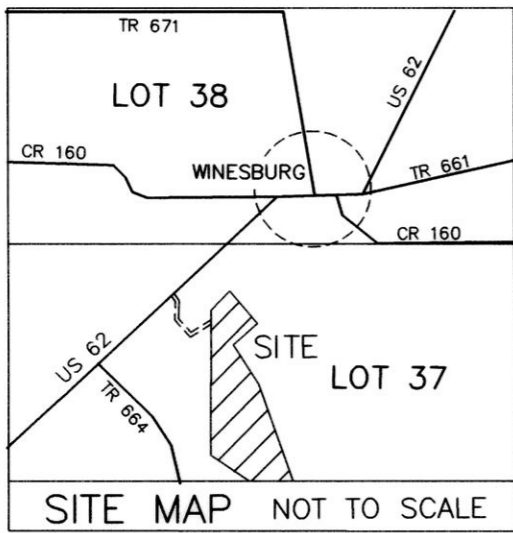 TR 671
LOT 38
US 62
CR 160
WINESBURG
TR 661
CR 160
SITE
US 62
LOT 37
TR 664
SITE MAP NOT TO SCALE